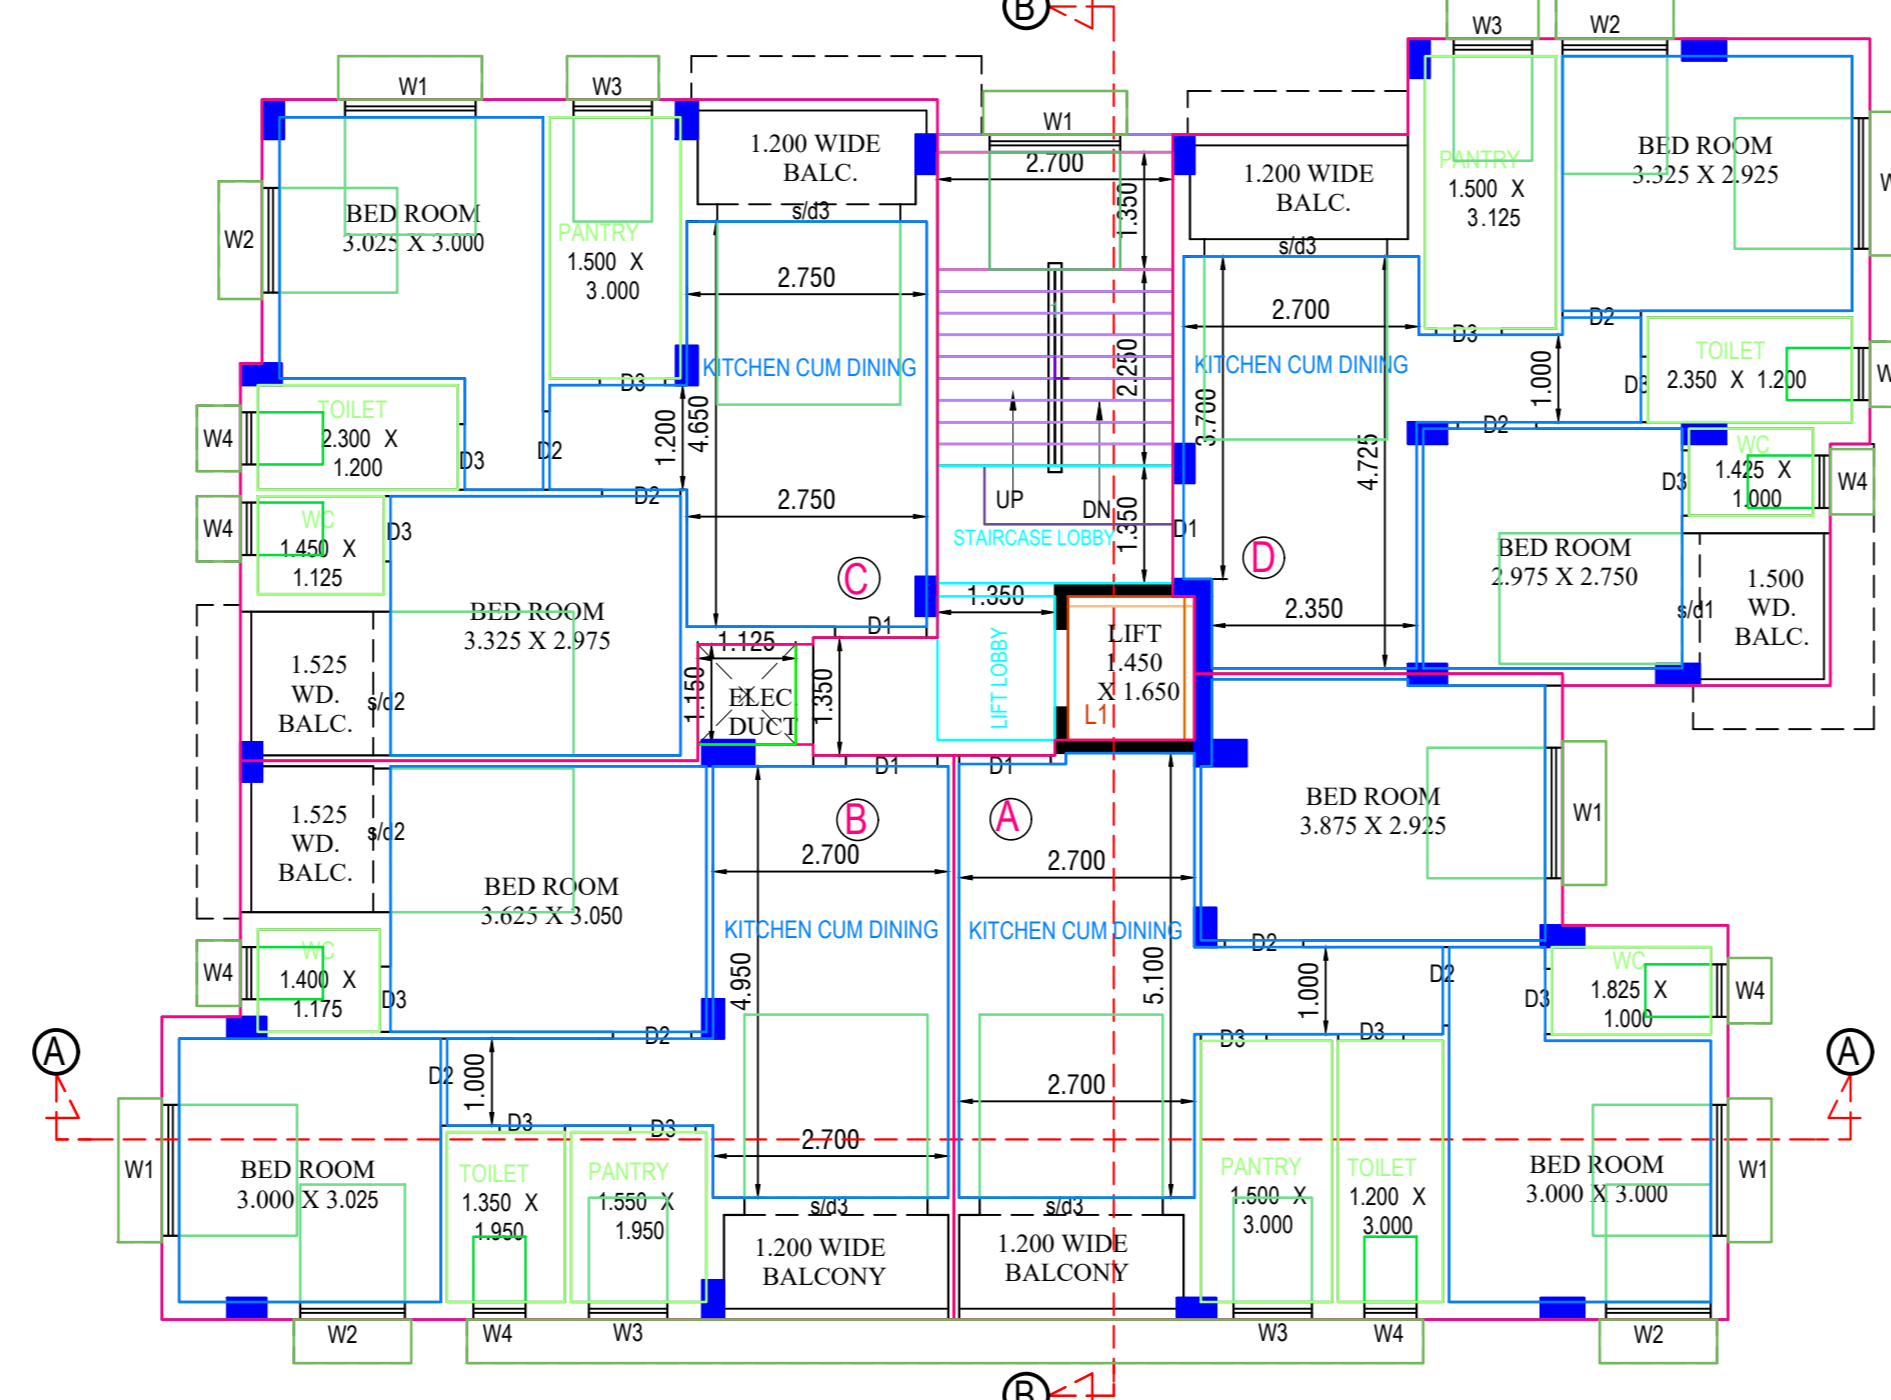 B
W3
W2
W1
W3
W1
1.200 WIDE
BALC.
2.700
1.350
1.200 WIDE
BALC.
PANTRY
1.500 X
3.125
BED ROOM
3.325 X 2.925
W2
BED ROOM
3.025 X 3.000
PANTRY
1.500 X
3.000
s/d3
s/d3
2.750
2.700
D3
D2
KITCHEN CUM DINING
2.250
KITCHEN CUM DINING
1.000
TOILET
2.350 X 1.200
D3
D3
TOILET
2.300 X
1.200
W4
D3
D2
1.200
4.650
3.700
4.725
D2
WC
1.425 X
1.000
D3
W4
D2
2.750
UP
DN
1.350
D1
W4
WC
1.450 X
1.125
D3
STAIRCASE LOBBY
C
D
BED ROOM
2.975 X 2.750
s/d1
1.500
WD.
BALC.
BED ROOM
3.325 X 2.975
1.350
2.350
D1
LIFT LOBBY
LIFT
1.450
X 1.650
L1
1.525
WD.
BALC.
s/d2
1.125
1.150
ELEC.
DUCT
1.350
D1
D1
1.525
WD.
BALC.
s/d2
B
A
BED ROOM
3.875 X 2.925
W1
2.700
2.700
BED ROOM
3.625 X 3.050
KITCHEN CUM DINING
KITCHEN CUM DINING
D2
W4
WC
1.400 X
1.175
D3
4.950
5.100
1.000
D2
D3
WC
1.825 X
1.000
W4
D2
D3
D3
A
A
D2
1.000
2.700
D3
D3
2.700
W1
BED ROOM
3.000 X 3.025
TOILET
1.350 X
1.950
PANTRY
1.550 X
1.950
PANTRY
1.500 X
3.000
TOILET
1.200 X
3.000
BED ROOM
3.000 X 3.000
W1
s/d3
s/d3
1.200 WIDE
BALCONY
1.200 WIDE
BALCONY
W2
W4
W3
W3
W4
W2
B